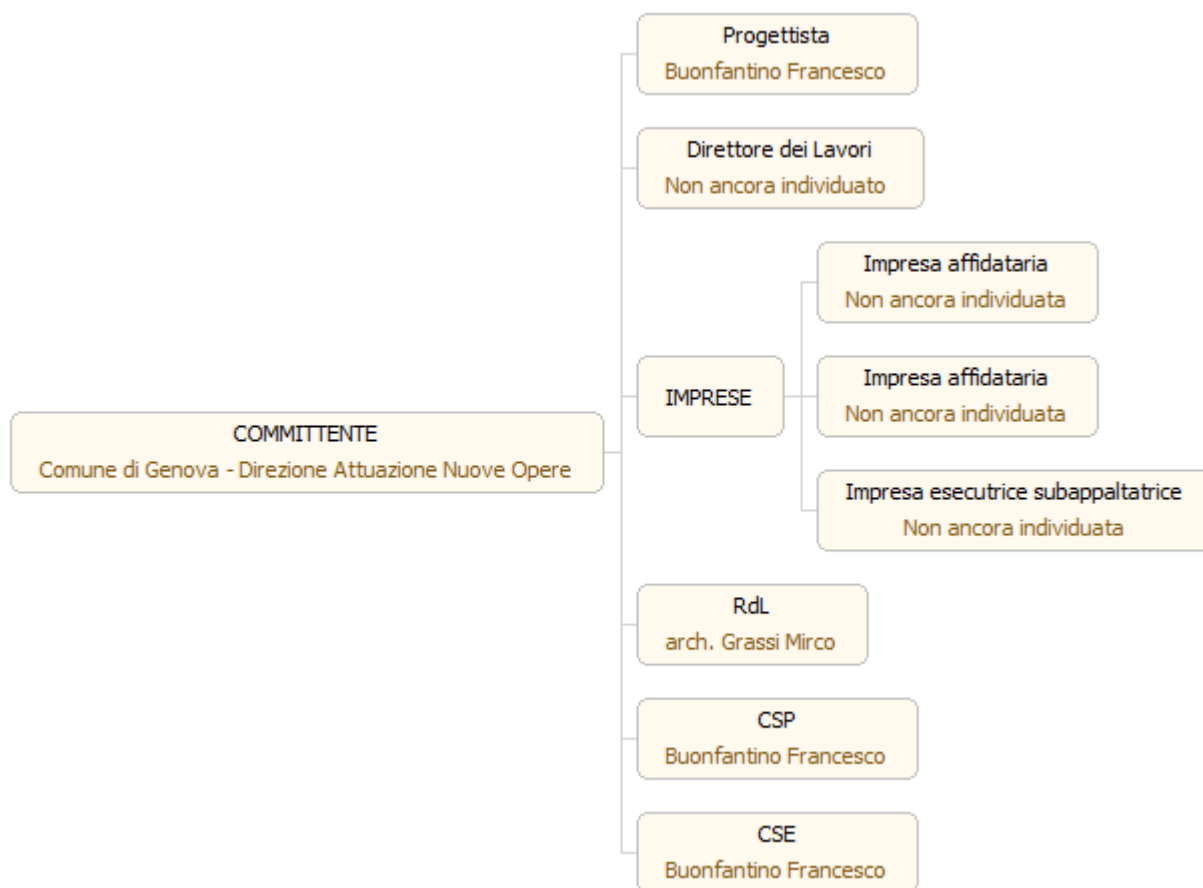 Progettista
Buonfantino Francesco
Direttore dei Lavori
Non ancora individuato
Impresa affidataria
Non ancora individuata
IMPRESE
Impresa affidataria
Non ancora individuata
COMMITTENTE
Comune di Genova - Direzione Attuazione Nuove Opere
Impresa esecutrice subappaltatrice
Non ancora individuata
RdL
arch. Grassi Mirco
CSP
Buonfantino Francesco
CSE
Buonfantino Francesco